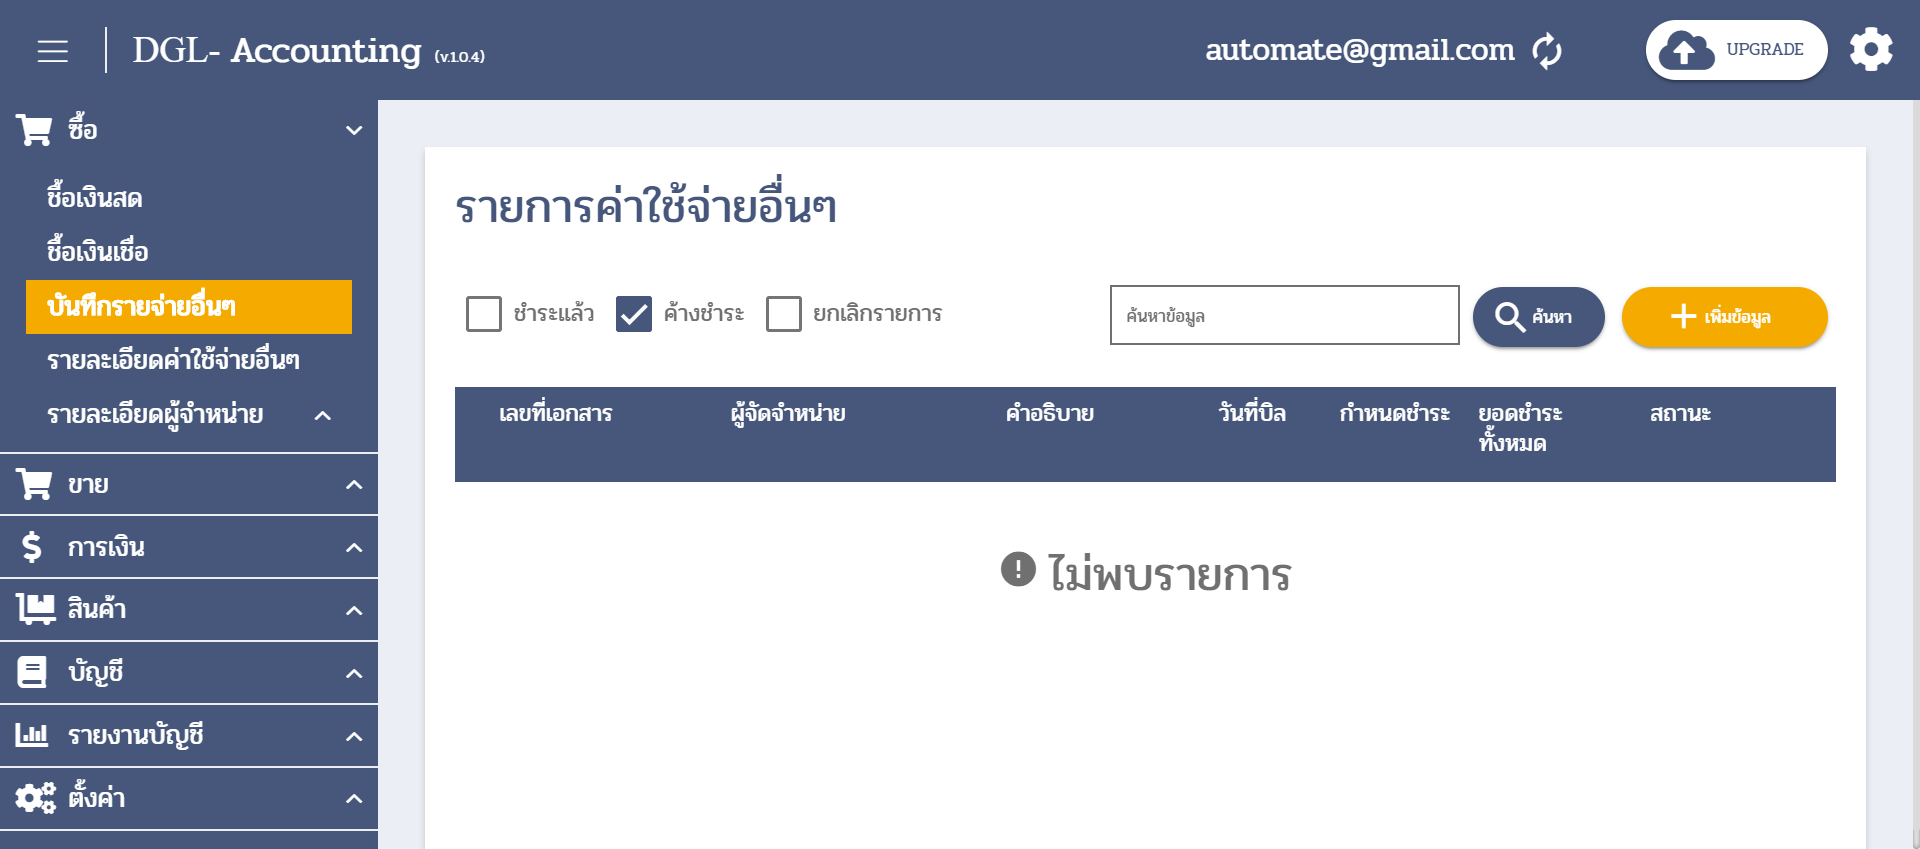 DGL- Accounting (v.1.0.4)
automate@gmail.com
UPGRADE
ซื้อ
ซื้อเงินสด
ซื้อเงินเชื่อ
บันทึกรายจ่ายอื่นๆ
รายละเอียดค่าใช้จ่ายอื่นๆ
รายละเอียดผู้จำหน่าย
ขาย
การเงิน
สินค้า
บัญชี
รายงานบัญชี
ตั้งค่า
รายการค่าใช้จ่ายอื่นๆ
ชำระแล้ว
ค้างชำระ
ยกเลิกรายการ
ค้นหาข้อมูล
ค้นหา
เพิ่มข้อมูล
เลขที่เอกสาร ผู้จัดจำหน่าย คำอธิบาย วันที่บิล กำหนดชำระ ยอดชำระ สถานะ
ทั้งหมด
ไม่พบรายการ